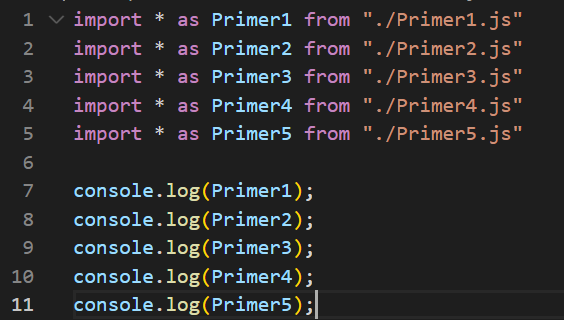 1 import * as Primer1 from "./Primer1.js"
2 import * as Primer2 from "./Primer2.js"
3 import * as Primer3 from "./Primer3.js"
4 import * as Primer4 from "./Primer4.js"
5 import * as Primer5 from "./Primer5.js"
6
7 console.log(Primer1);
8 console.log(Primer2);
9 console.log(Primer3);
10 console.log(Primer4);
11 console.log(Primer5);